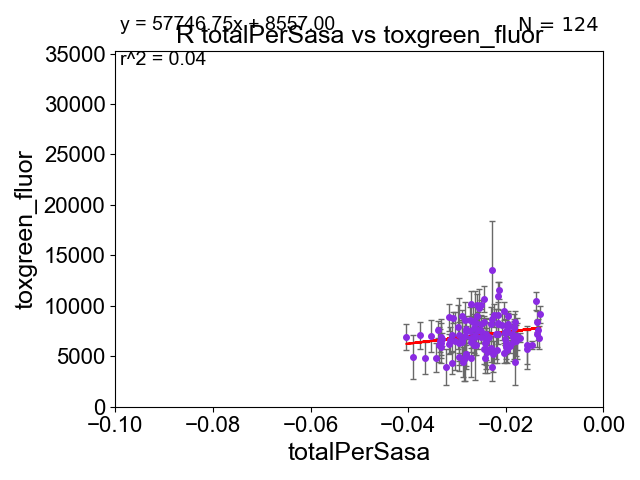 y = 57746.75x + 8557.00
N = 124
R totalPerSasa vs toxgreen_fluor
r^2 = 0.04
35000
30000
25000
20000
15000
10000
5000
0
toxgreen_fluor
−0.10 −0.08 −0.06 −0.04 −0.02 0.00
totalPerSasa